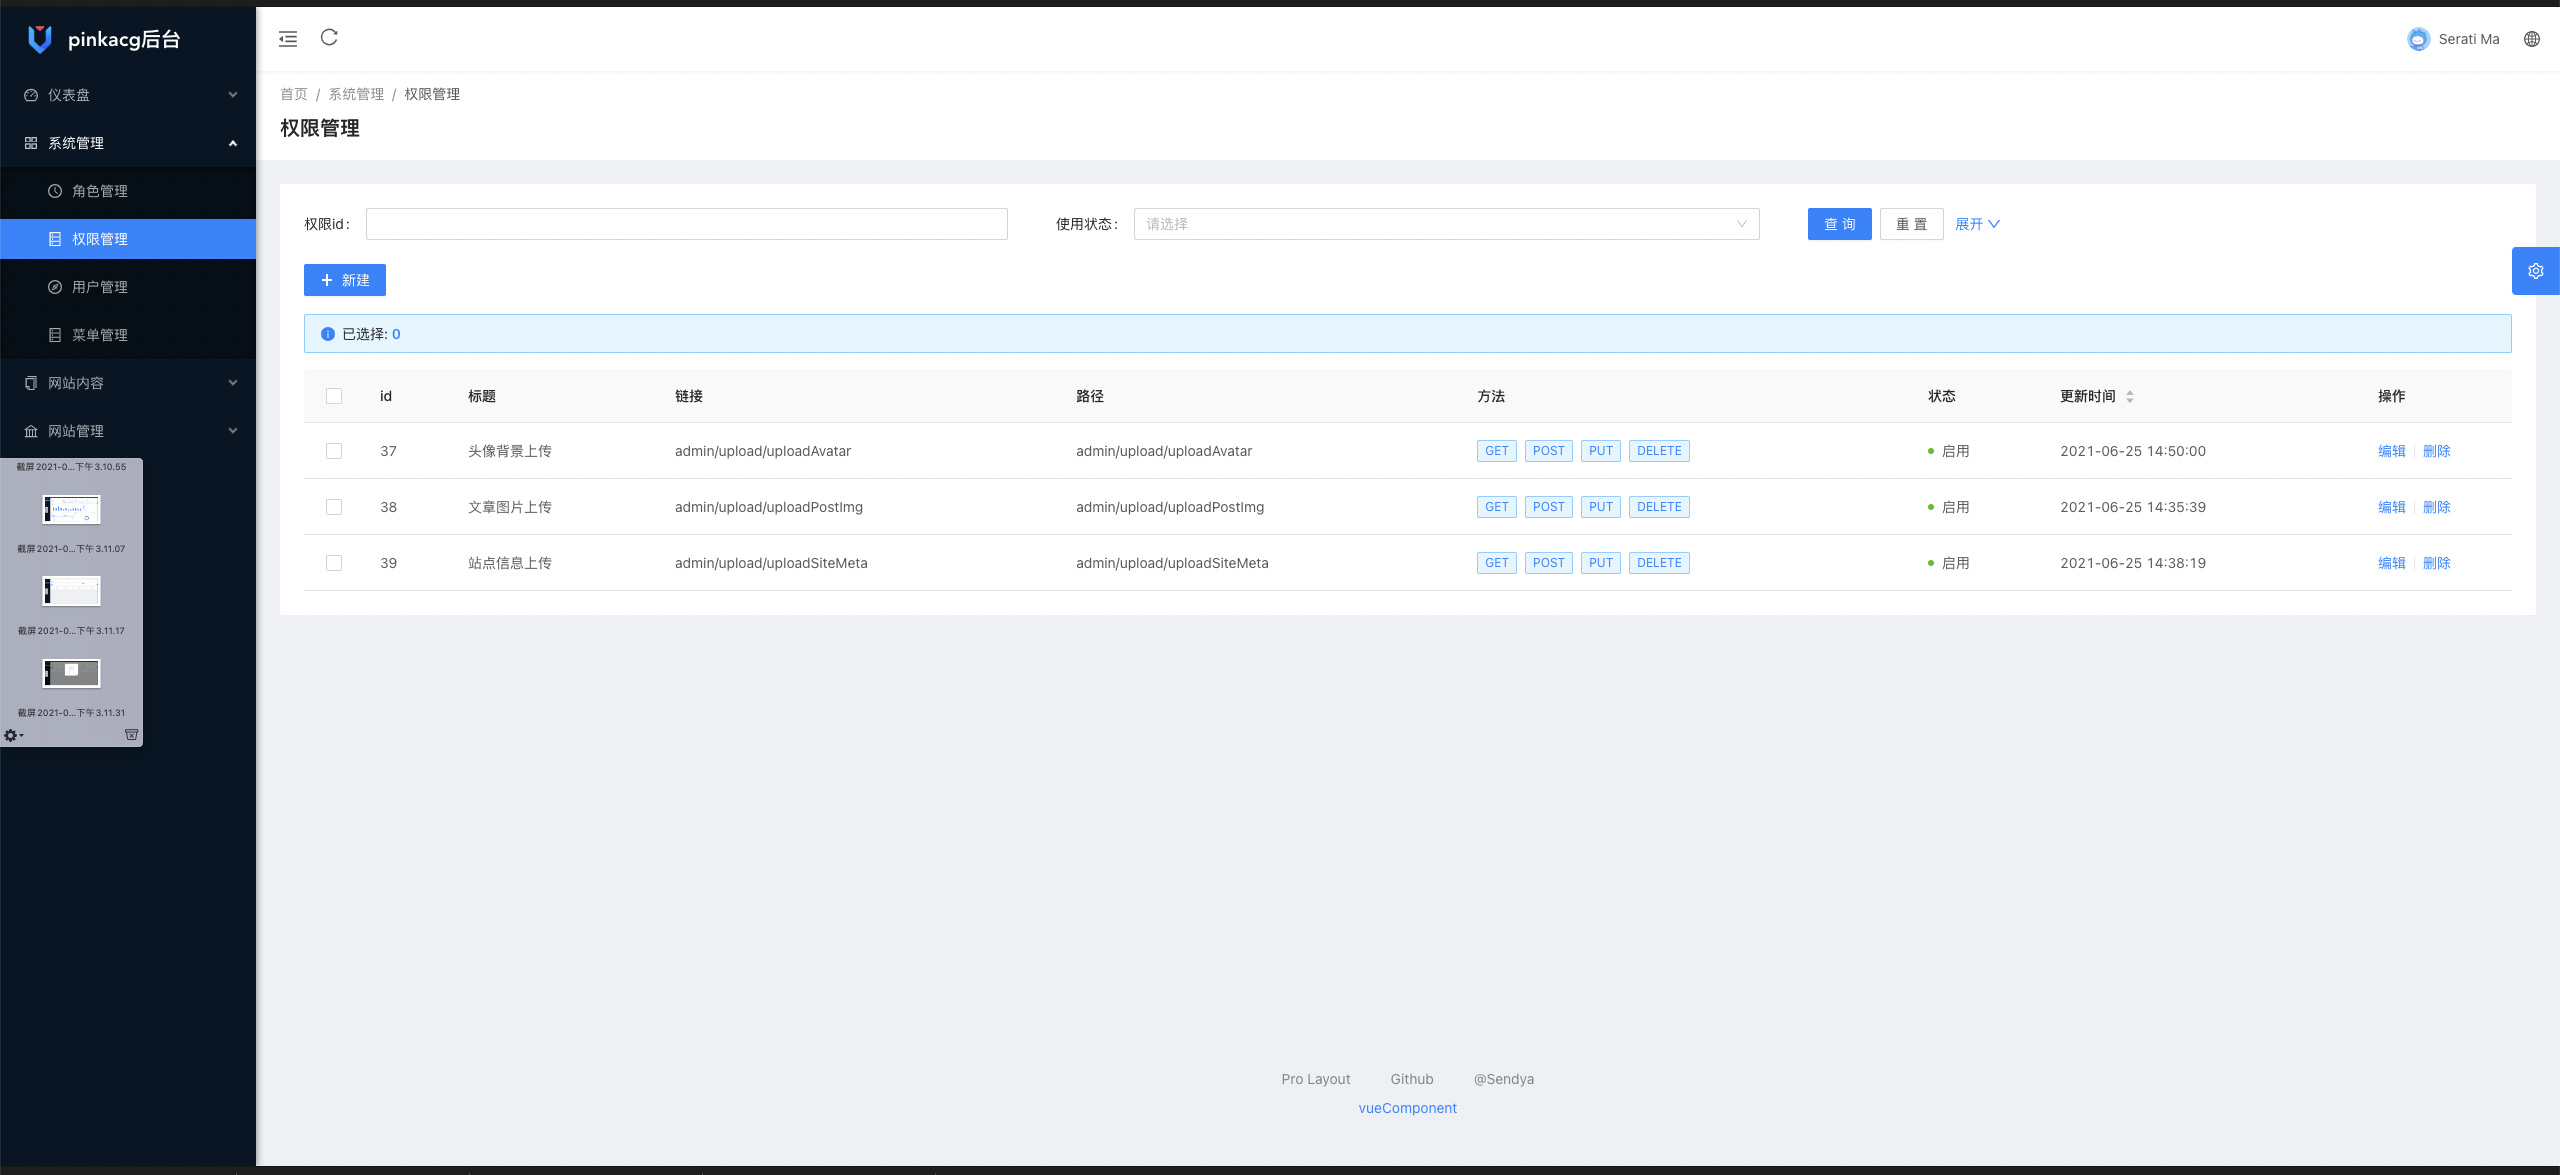 pinkacg后台
仪表盘
系统管理
角色管理
权限管理
用户管理
菜单管理
网站内容
网站管理
截屏2021-0...下午3.10.55
截屏2021-0...下午3.11.07
截屏2021-0...下午3.11.17
截屏2021-0...下午3.11.31
Serati Ma
首页 / 系统管理 / 权限管理
权限管理
权限id: 使用状态: 请选择 查 询 重 置 展开
+ 新建
已选择: 0
id 标题 链接 路径 方法 状态 更新时间 操作
37 头像背景上传 admin/upload/uploadAvatar admin/upload/uploadAvatar GET POST PUT DELETE 启用 2021-06-25 14:50:00 编辑 删除
38 文章图片上传 admin/upload/uploadPostImg admin/upload/uploadPostImg GET POST PUT DELETE 启用 2021-06-25 14:35:39 编辑 删除
39 站点信息上传 admin/upload/uploadSiteMeta admin/upload/uploadSiteMeta GET POST PUT DELETE 启用 2021-06-25 14:38:19 编辑 删除
Pro Layout Github @Sendya
vueComponent